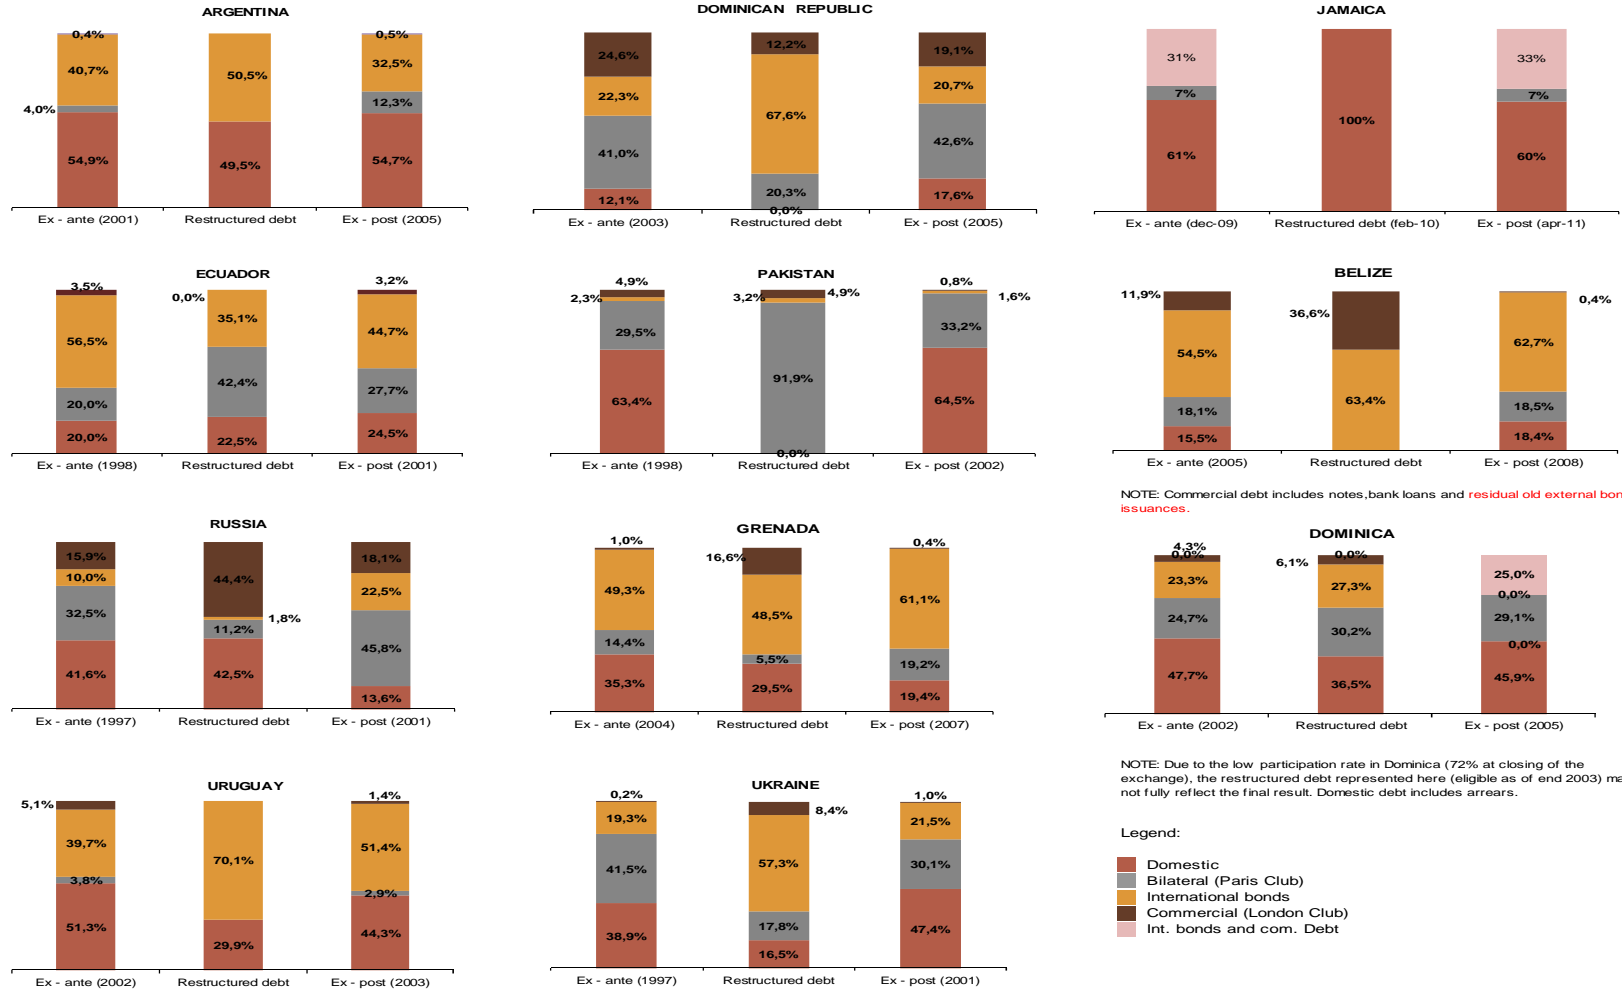 ARGENTINA
0,4%
40,7%
4,0%
54,9%
50,5%
49,5%
0,5%
32,5%
12,3%
54,7%
Ex - ante (2001)
Restructured debt
Ex - post (2005)
DOMINICAN REPUBLIC
24,6%
22,3%
41,0%
12,1%
12,2%
67,6%
20,3%
0,0%
19,1%
20,7%
42,6%
17,6%
Ex - ante (2003)
Restructured debt
Ex - post (2005)
JAMAICA
31%
7%
61%
100%
33%
7%
60%
Ex - ante (dec-09)
Restructured debt (feb-10)
Ex - post (apr-11)
ECUADOR
3,5%
56,5%
20,0%
20,0%
0,0%
35,1%
42,4%
22,5%
3,2%
44,7%
27,7%
24,5%
Ex - ante (1998)
Restructured debt
Ex - post (2001)
PAKISTAN
4,9%
2,3%
29,5%
63,4%
3,2%
4,9%
91,9%
0,0%
0,8%
1,6%
33,2%
64,5%
Ex - ante (1998)
Restructured debt
Ex - post (2002)
BELIZE
11,9%
54,5%
18,1%
15,5%
36,6%
63,4%
0,4%
62,7%
18,5%
18,4%
Ex - ante (2005)
Restructured debt
Ex - post (2008)
NOTE: Commercial debt includes notes,bank loans and residual old external bon
issuances.
RUSSIA
15,9%
10,0%
32,5%
41,6%
44,4%
1,8%
11,2%
42,5%
18,1%
22,5%
45,8%
13,6%
Ex - ante (1997)
Restructured debt
Ex - post (2001)
GRENADA
1,0%
49,3%
14,4%
35,3%
16,6%
48,5%
5,5%
29,5%
0,4%
61,1%
19,2%
19,4%
Ex - ante (2004)
Restructured debt
Ex - post (2007)
DOMINICA
4,3%
0,0%
23,3%
24,7%
47,7%
0,0%
6,1%
27,3%
30,2%
36,5%
25,0%
0,0%
29,1%
0,0%
45,9%
Ex - ante (2002)
Restructured debt
Ex - post (2005)
NOTE: Due to the low participation rate in Dominica (72% at closing of the
exchange), the restructured debt represented here (eligible as of end 2003) ma
not fully reflect the final result. Domestic debt includes arrears.
URUGUAY
5,1%
39,7%
3,8%
51,3%
70,1%
29,9%
1,4%
51,4%
2,9%
44,3%
Ex - ante (2002)
Restructured debt
Ex - post (2003)
UKRAINE
0,2%
19,3%
41,5%
38,9%
8,4%
57,3%
17,8%
16,5%
1,0%
21,5%
30,1%
47,4%
Ex - ante (1997)
Restructured debt
Ex - post (2001)
Legend:
Domestic
Bilateral (Paris Club)
International bonds
Commercial (London Club)
Int. bonds and com. Debt